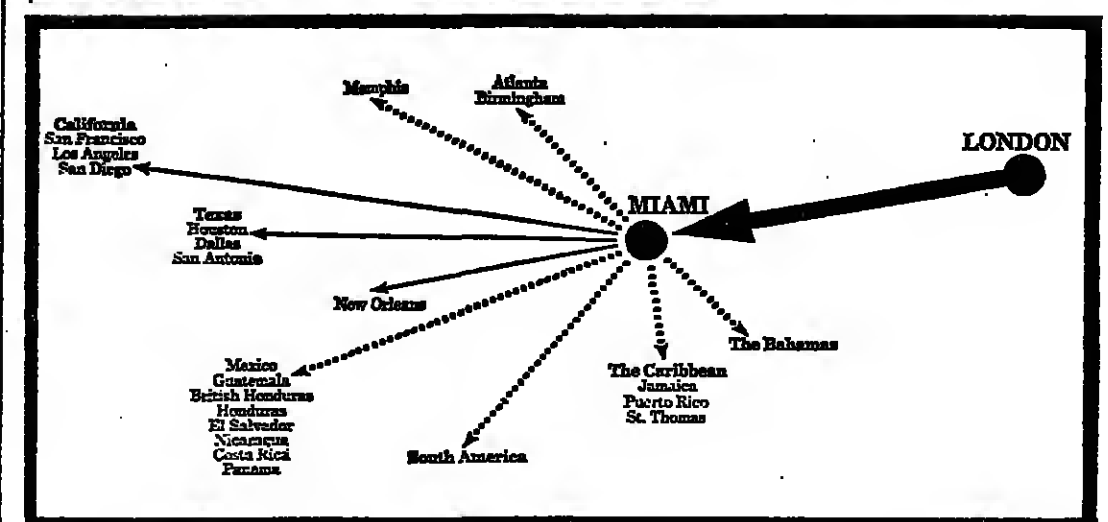 Memphis
Atlanta
Birmingham
California
San Francisco
Los Angeles
San Diego
LONDON
MIAMI
Texas
Houston
Dallas
San Antonio
New Orleans
The Bahamas
Mexico
Guatemala
British Honduras
Honduras
El Salvador
Nicaragua
Costa Rica
Panama
The Caribbean
Jamaica
Puerto Rico
St. Thomas
South America